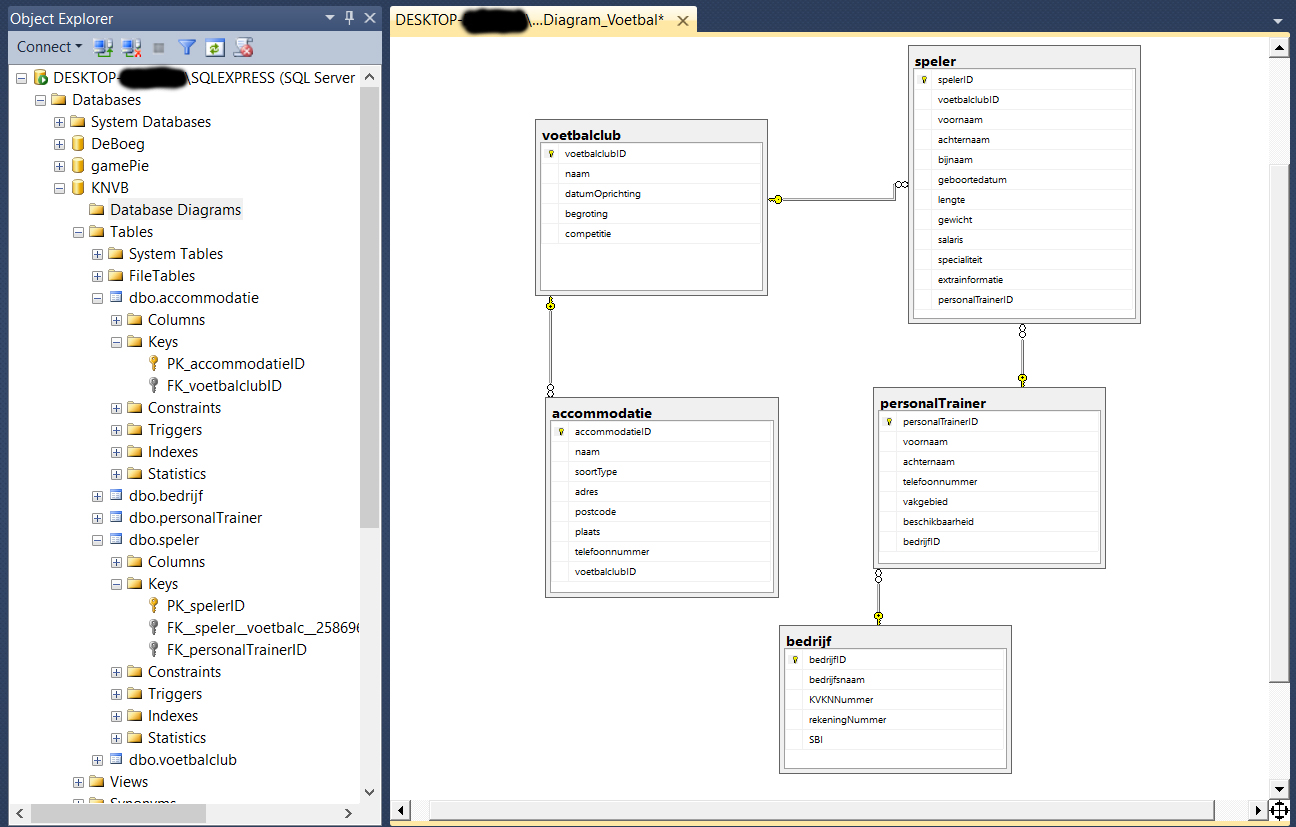 Object Explorer
Connect
DESKTOP- \SQLEXPRESS (SQL Server
Databases
System Databases
DeBoeg
gamePie
KNVB
Database Diagrams
Tables
System Tables
FileTables
dbo.accommodatie
Columns
Keys
PK_accommodatieID
FK_voetbalclubID
Constraints
Triggers
Indexes
Statistics
dbo.bedrijf
dbo.personalTrainer
dbo.speler
Columns
Keys
PK_spelerID
FK__speler__voetbalc__25869
FK_personalTrainerID
Constraints
Triggers
Indexes
Statistics
dbo.voetbalclub
Views
Synonyms
DESKTOP- \...Diagram_Voetbal*
voetbalclub
voetbalclubID
naam
datumOprichting
begroting
competitie
speler
spelerID
voetbalclubID
voornaam
achternaam
bijnaam
geboortedatum
lengte
gewicht
salaris
specialiteit
extrainformatie
personalTrainerID
accommodatie
accommodatieID
naam
soortType
adres
postcode
plaats
telefoonnummer
voetbalclubID
personalTrainer
personalTrainerID
voornaam
achternaam
telefoonnummer
vakgebied
beschikbaarheid
bedrijfID
bedrijf
bedrijfID
bedrijfsnaam
KVKNNummer
rekeningNummer
SBI